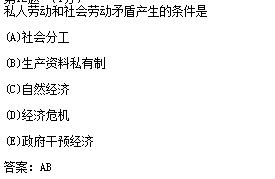 私人劳动和社会劳动矛盾产生的条件是
(A)社会分工
(B)生产资料私有制
(C)自然经济
(D)经济危机
(E)政府干预经济
答案：AB